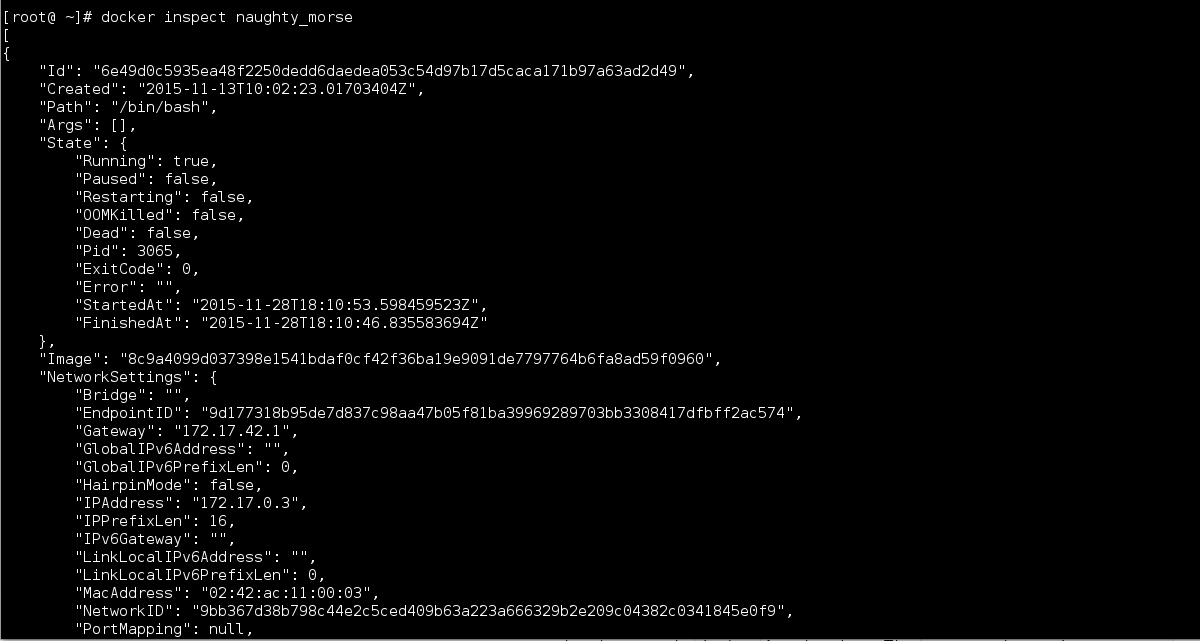 [root@ ~]# docker inspect naughty_morse
[
{
    "Id": "6e49d0c5935ea48f2250dedd6daedea053c54d97b17d5caca171b97a63ad2d49",
    "Created": "2015-11-13T10:02:23.01703404Z",
    "Path": "/bin/bash",
    "Args": [],
    "State": {
        "Running": true,
        "Paused": false,
        "Restarting": false,
        "OOMKilled": false,
        "Dead": false,
        "Pid": 3065,
        "ExitCode": 0,
        "Error": "",
        "StartedAt": "2015-11-28T18:10:53.598459523Z",
        "FinishedAt": "2015-11-28T18:10:46.835583694Z"
    },
    "Image": "8c9a4099d037398e1541bdaf0cf42f36ba19e9091de7797764b6fa8ad59f0960",
    "NetworkSettings": {
        "Bridge": "",
        "EndpointID": "9d177318b95de7d837c98aa47b05f81ba39969289703bb3308417dfbff2ac574",
        "Gateway": "172.17.42.1",
        "GlobalIPv6Address": "",
        "GlobalIPv6PrefixLen": 0,
        "HairpinMode": false,
        "IPAddress": "172.17.0.3",
        "IPPrefixLen": 16,
        "IPv6Gateway": "",
        "LinkLocalIPv6Address": "",
        "LinkLocalIPv6PrefixLen": 0,
        "MacAddress": "02:42:ac:11:00:03",
        "NetworkID": "9bb367d38b798c44e2c5ced409b63a223a666329b2e209c04382c0341845e0f9",
        "PortMapping": null,